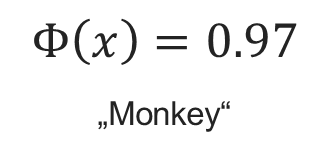 Φ(x) = 0.97
„Monkey“